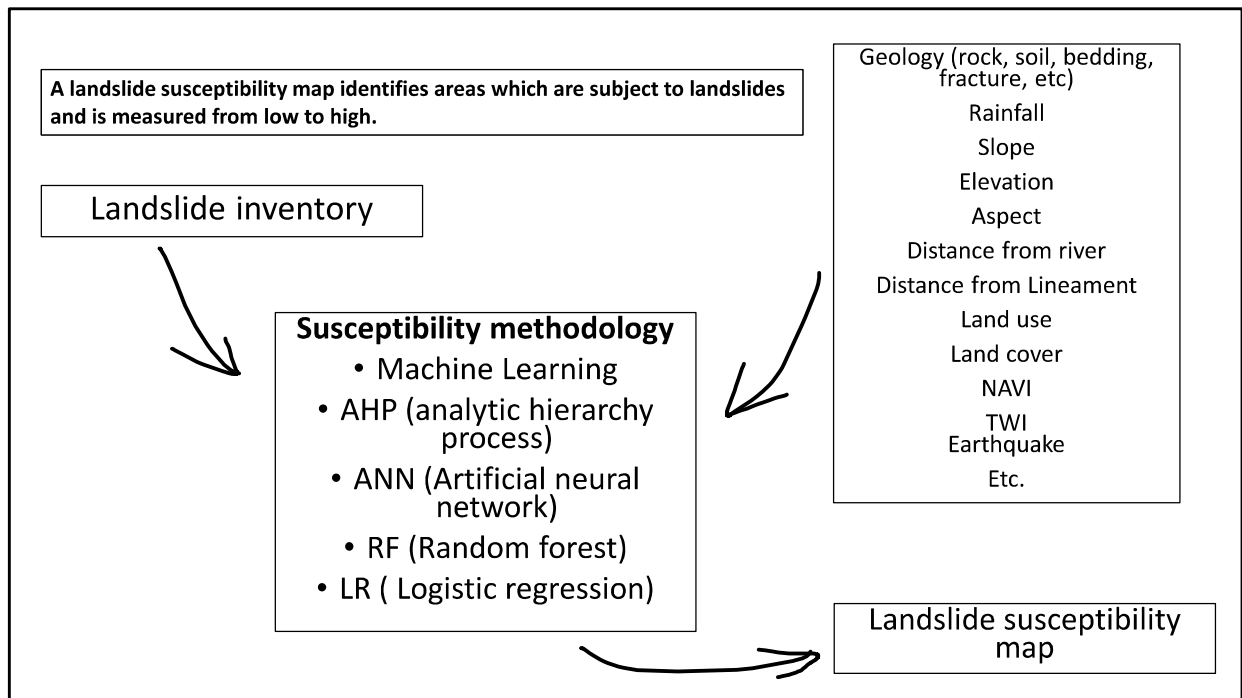 A landslide susceptibility map identifies areas which are subject to landslides
and is measured from low to high.
Landslide inventory
Susceptibility methodology
• Machine Learning
• AHP (analytic hierarchy
process)
• ANN (Artificial neural
network)
• RF (Random forest)
• LR ( Logistic regression)
Geology (rock, soil, bedding,
fracture, etc)
Rainfall
Slope
Elevation
Aspect
Distance from river
Distance from Lineament
Land use
Land cover
NAVI
TWI
Earthquake
Etc.
Landslide susceptibility
map